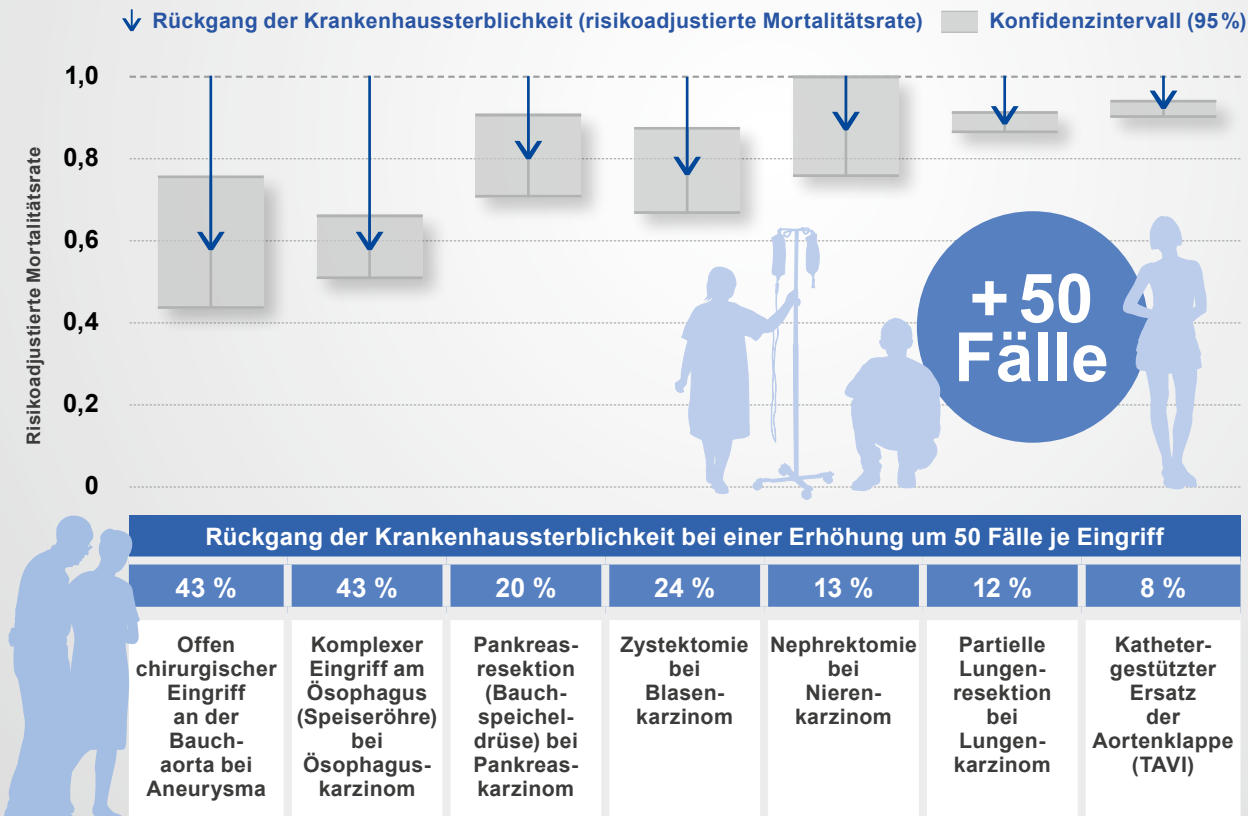 Rückgang der Krankenhaussterblichkeit (risikoadjustierte Mortalitätsrate)
Konfidenzintervall (95 %)
Risikoadjustierte Mortalitätsrate
1,0
0,8
0,6
0,4
0,2
0
+ 50
Fälle
Rückgang der Krankenhaussterblichkeit bei einer Erhöhung um 50 Fälle je Eingriff
43 %
43 %
20 %
24 %
13 %
12 %
8 %
Offen
chirurgischer
Eingriff
an der
Bauch-
aorta bei
Aneurysma
Komplexer
Eingriff am
Ösophagus
(Speiseröhre)
bei
Ösophagus-
karzinom
Pankreas-
resektion
(Bauch-
speichel-
drüse) bei
Pankreas-
karzinom
Zystektomie
bei
Blasen-
karzinom
Nephrektomie
bei
Nieren-
karzinom
Partielle
Lungen-
resektion
bei
Lungen-
karzinom
Katheter-
gestützter
Ersatz
der
Aortenklappe
(TAVI)